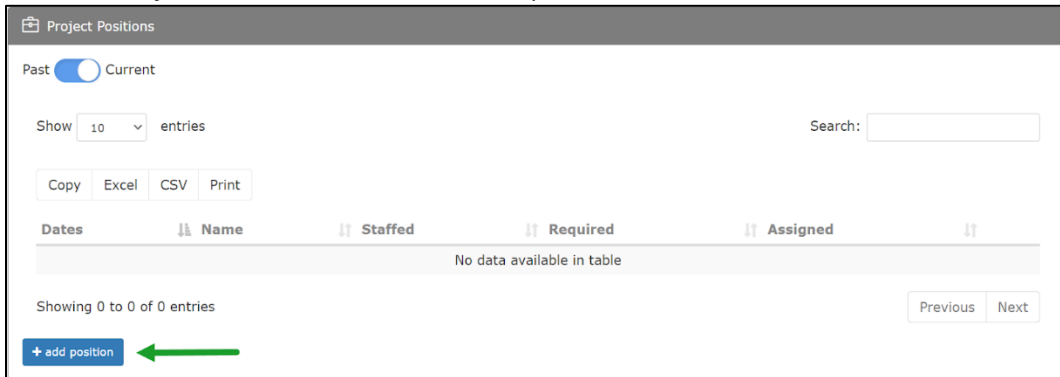 Project Positions
Past Current
Show 10 entries Search:
Copy Excel CSV Print
Dates Name Staffed Required Assigned
No data available in table
Showing 0 to 0 of 0 entries Previous Next
+ add position